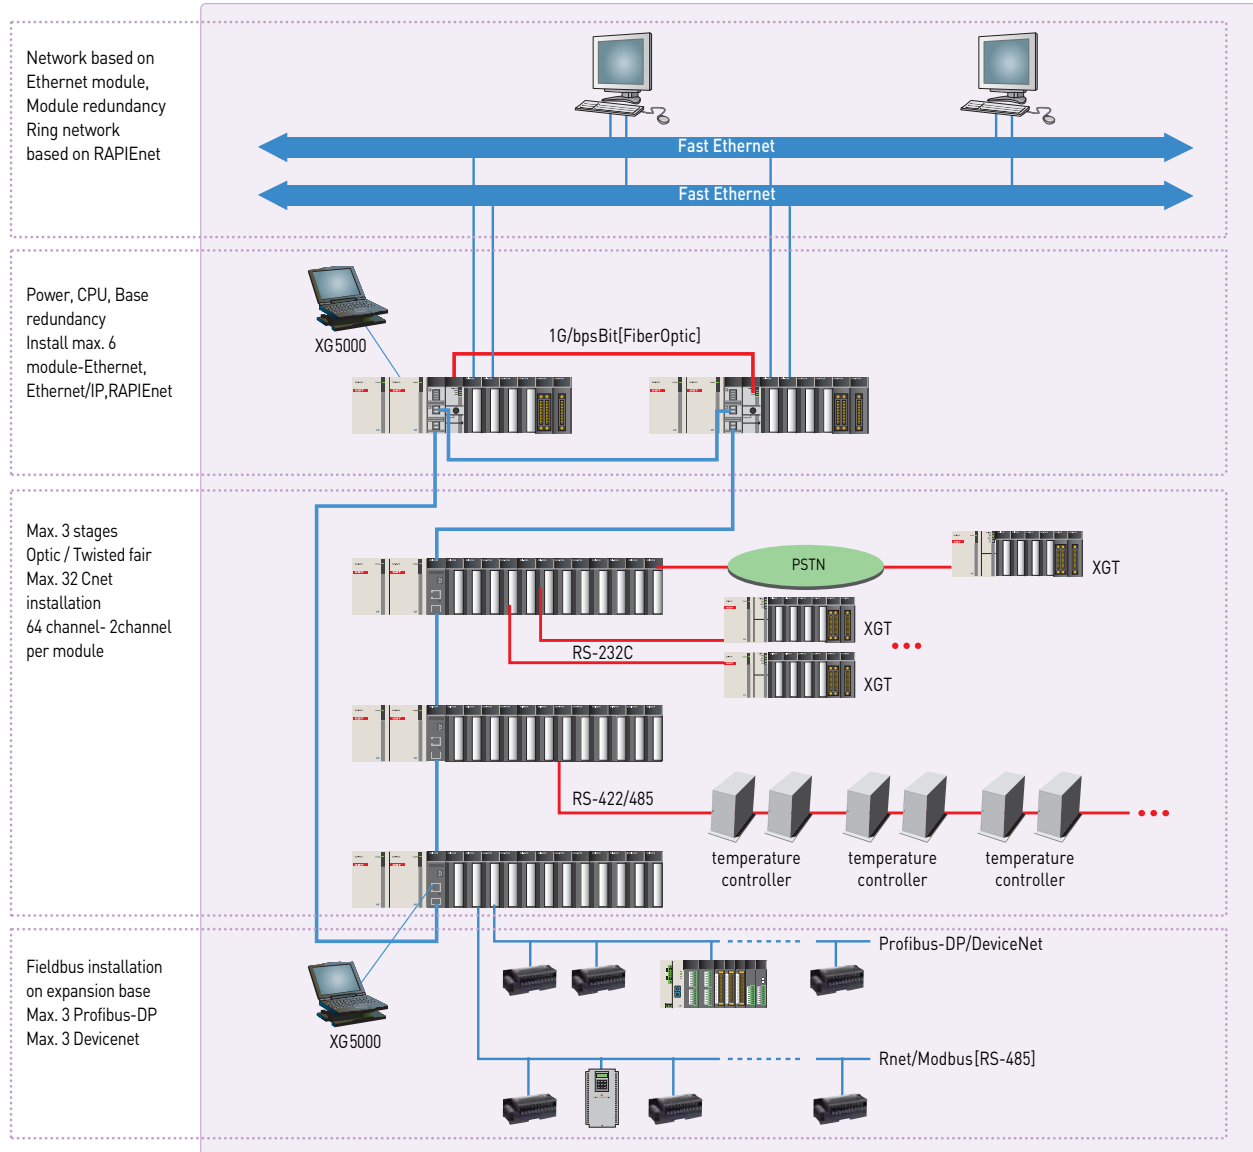 Network based on
Ethernet module,
Module redundancy
Ring network
based on RAPIEnet
Fast Ethernet
Fast Ethernet
Power, CPU, Base
redundancy
Install max. 6
module-Ethernet,
Ethernet/IP,RAPIEnet
XG5000
1G/bpsBit[FiberOptic]
Max. 3 stages
Optic / Twisted fair
Max. 32 Cnet
installation
64 channel- 2channel
per module
PSTN
XGT
XGT
RS-232C
XGT
RS-422/485
temperature
controller
temperature
controller
temperature
controller
Fieldbus installation
on expansion base
Max. 3 Profibus-DP
Max. 3 Devicenet
XG5000
Profibus-DP/DeviceNet
Rnet/Modbus[RS-485]